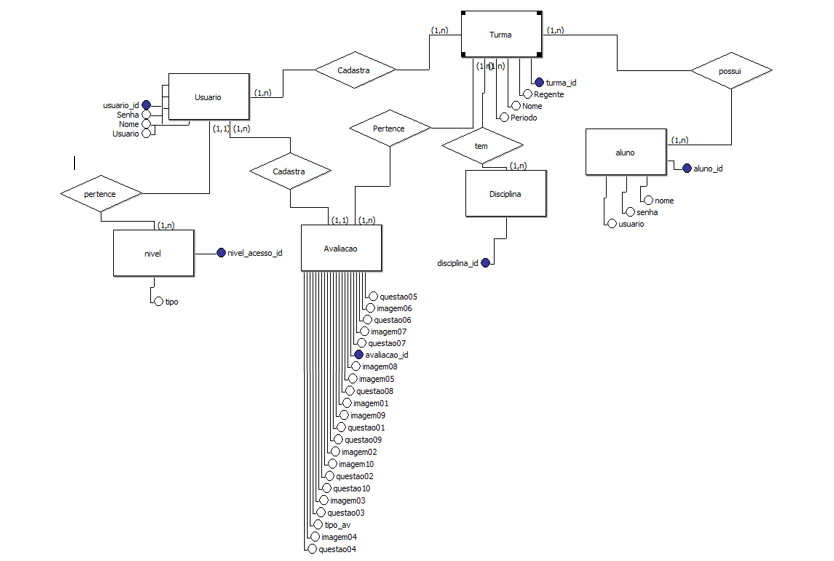 (1,n)
Turma
(1,n)
Cadastra
possui
(1,n)
(1,n)
Usuario
(1,n)
turma_id
Regente
Nome
Periodo
usuario_id
Senha
Nome
Usuario
(1,1)
(1,n)
Pertence
tem
(1,n)
aluno
aluno_id
Cadastra
(1,n)
Disciplina
pertence
nome
senha
usuario
(1,n)
(1,1)
(1,n)
nivel
nivel_acesso_id
Avaliacao
disciplina_id
tipo
questao05
imagem06
questao06
imagem07
questao07
avaliacao_id
imagem08
imagem05
questao08
imagem01
imagem09
questao01
questao09
imagem02
imagem10
questao02
questao10
imagem03
questao03
tipo_av
imagem04
questao04